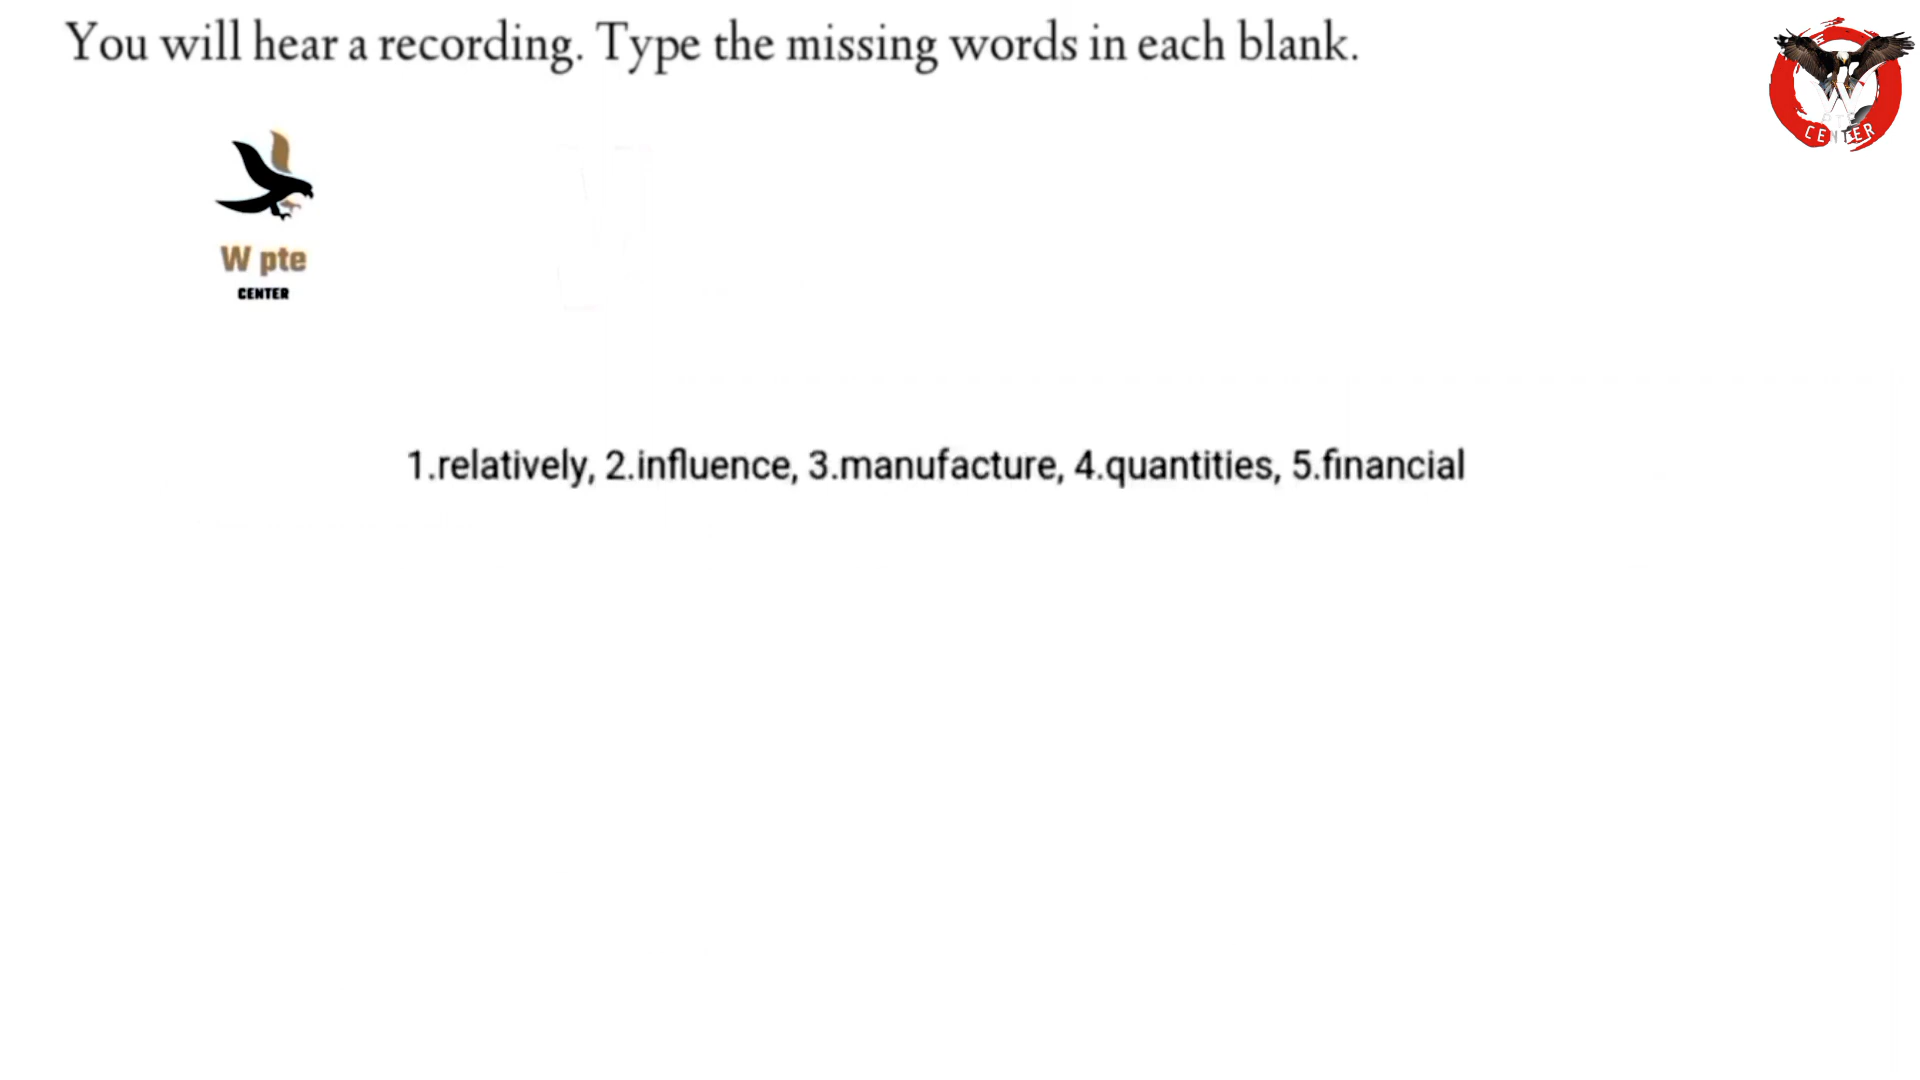 You will hear a recording. Type the missing words in each blank.
CENTER
W pte
CENTER
1.relatively, 2.influence, 3.manufacture, 4.quantities, 5.financial